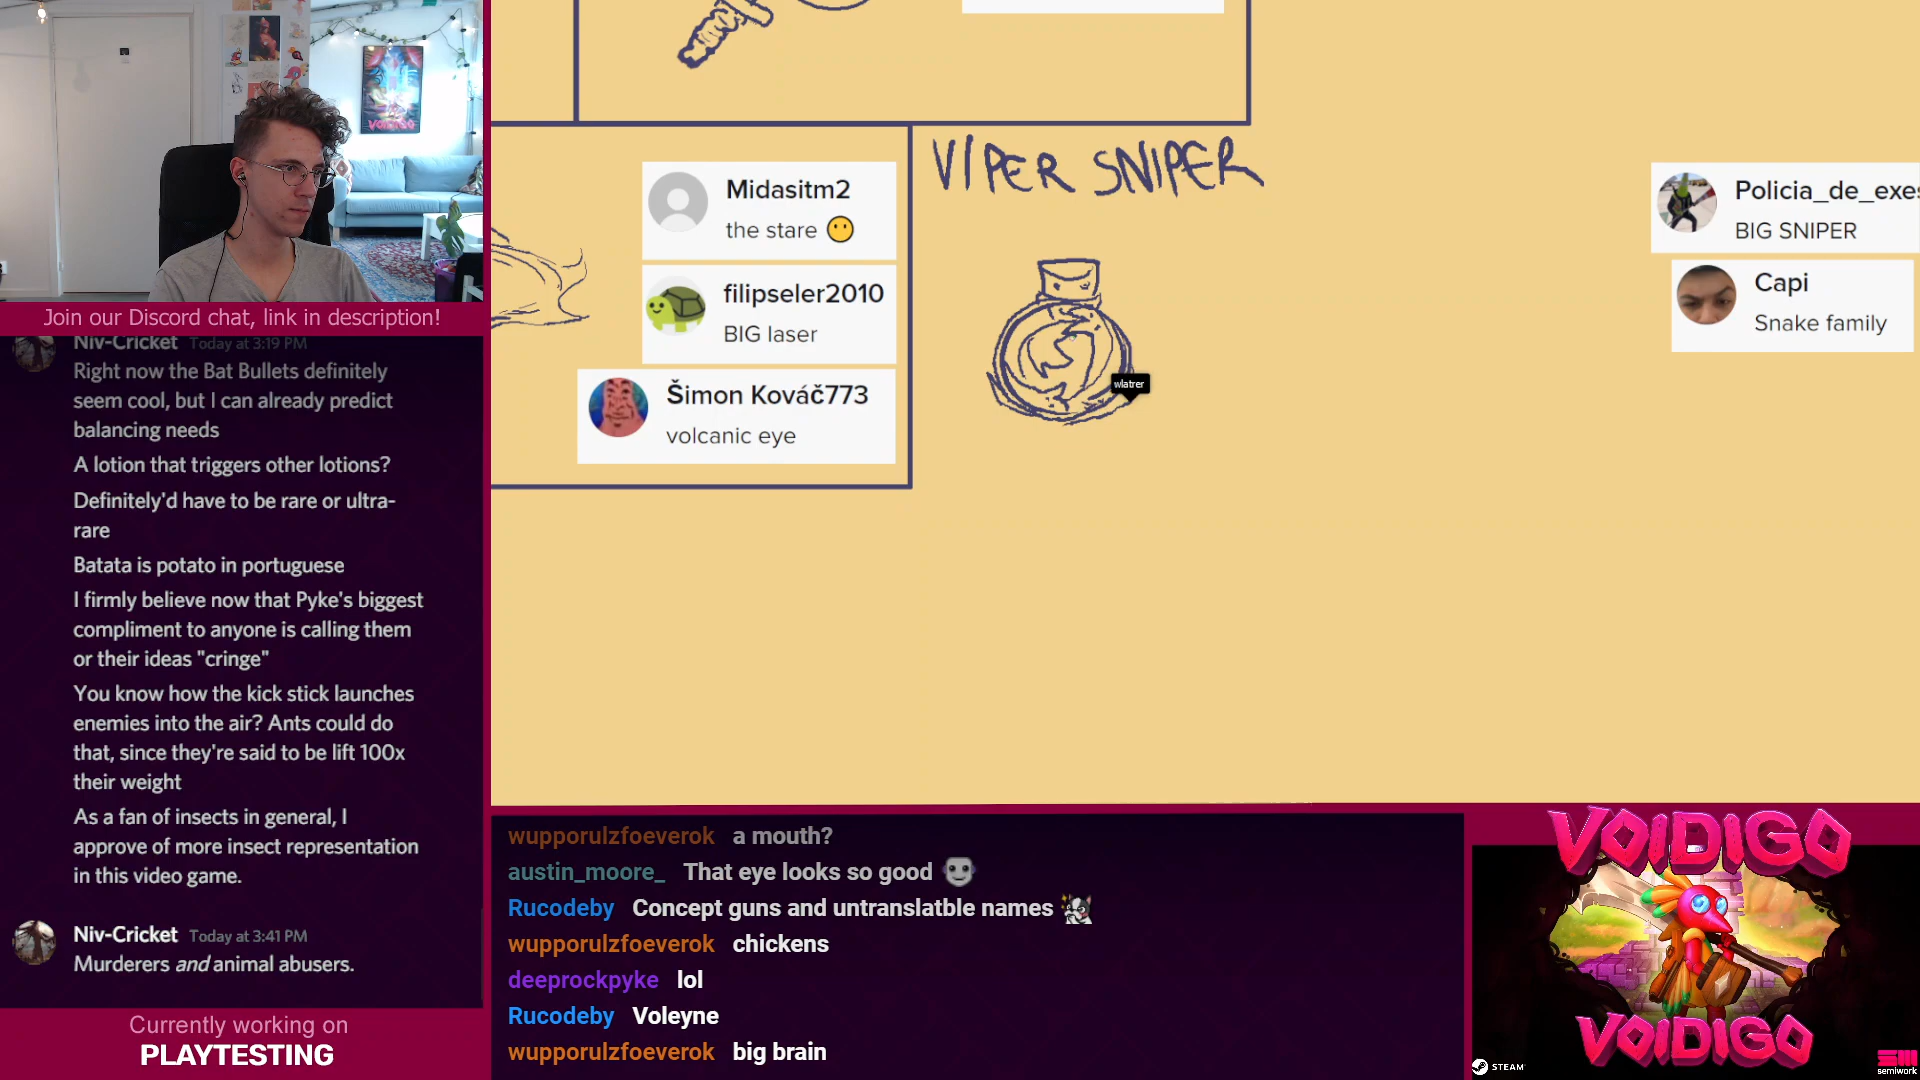 VOIDIGO
Join our Discord chat, link in description!
Niv-Cricket Today at 3:19 PM
Right now the Bat Bullets definitely
seem cool, but I can already predict
balancing needs
A lotion that triggers other lotions?
Definitely'd have to be rare or ultra-
rare
Batata is potato in portuguese
I firmly believe now that Pyke's biggest
compliment to anyone is calling them
or their ideas "cringe"
You know how the kick stick launches
enemies into the air? Ants could do
that, since they're said to be lift 100x
their weight
As a fan of insects in general, I
approve of more insect representation
in this video game.
Niv-Cricket Today at 3:41 PM
Murderers and animal abusers.
Currently working on
PLAYTESTING
Midasitm2
the stare 😶
filipseler2010
BIG laser
Šimon Kováč773
volcanic eye
VIPER SNIPER
wlatrer
Policia_de_exes
BIG SNIPER
Capi
Snake family
wupporulzfoeverok a mouth?
austin_moore_ That eye looks so good
Rucodeby Concept guns and untranslatble names
wupporulzfoeverok chickens
deeprockpyke lol
Rucodeby Voleyne
wupporulzfoeverok big brain
VOIDIGO
VOIDIGO
STEAM
semiwork